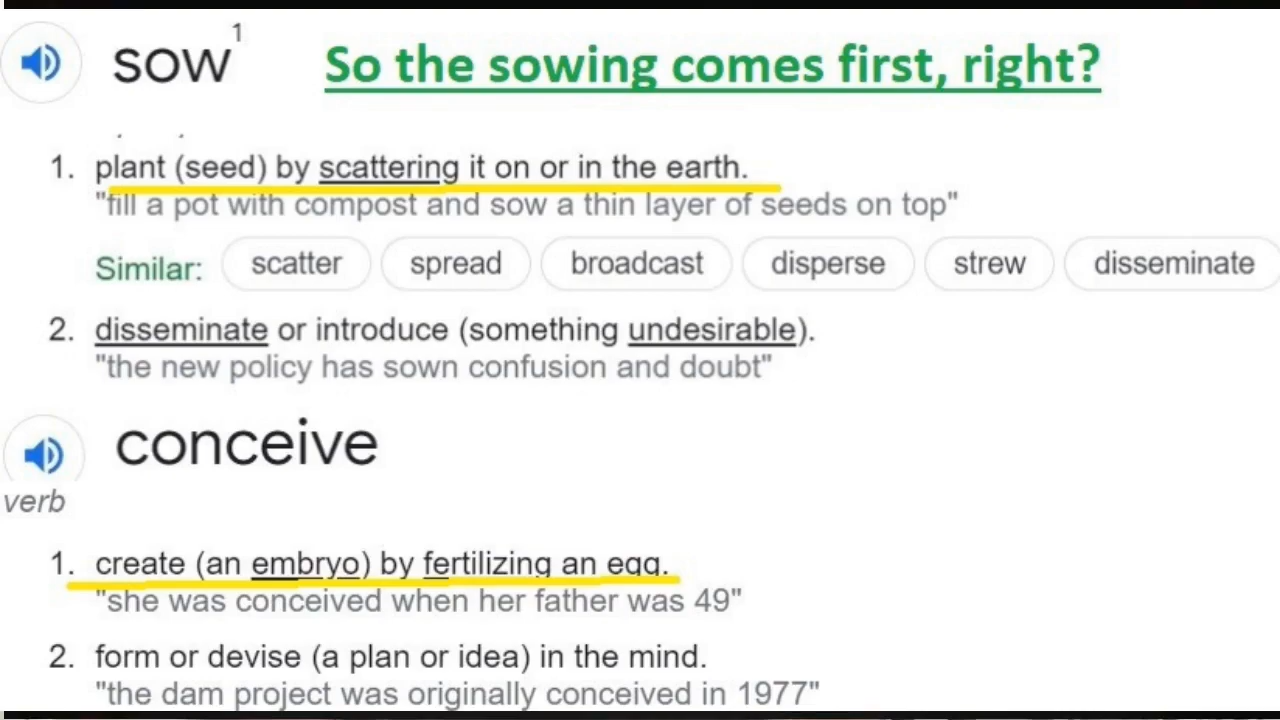 sow 1 So the sowing comes first, right?
1. plant (seed) by scattering it on or in the earth.
"fill a pot with compost and sow a thin layer of seeds on top"
Similar: scatter spread broadcast disperse strew disseminate
2. disseminate or introduce (something undesirable).
"the new policy has sown confusion and doubt"
conceive
verb
1. create (an embryo) by fertilizing an egg.
"she was conceived when her father was 49"
2. form or devise (a plan or idea) in the mind.
"the dam project was originally conceived in 1977"